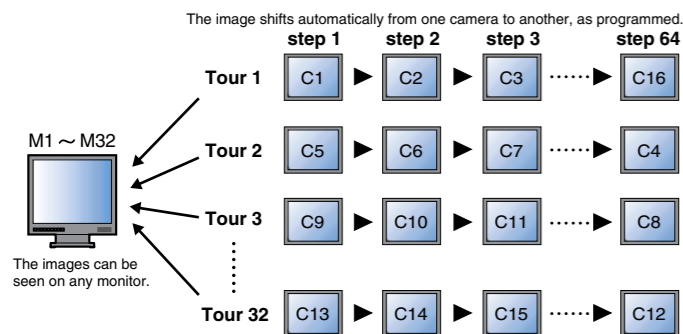 The image shifts automatically from one camera to another, as programmed.
step 1 step 2 step 3 step 64
Tour 1 C1 C2 C3 C16
M1 ～ M32
Tour 2 C5 C6 C7 C4
Tour 3 C9 C10 C11 C8
The images can be
seen on any monitor.
Tour 32 C13 C14 C15 C12